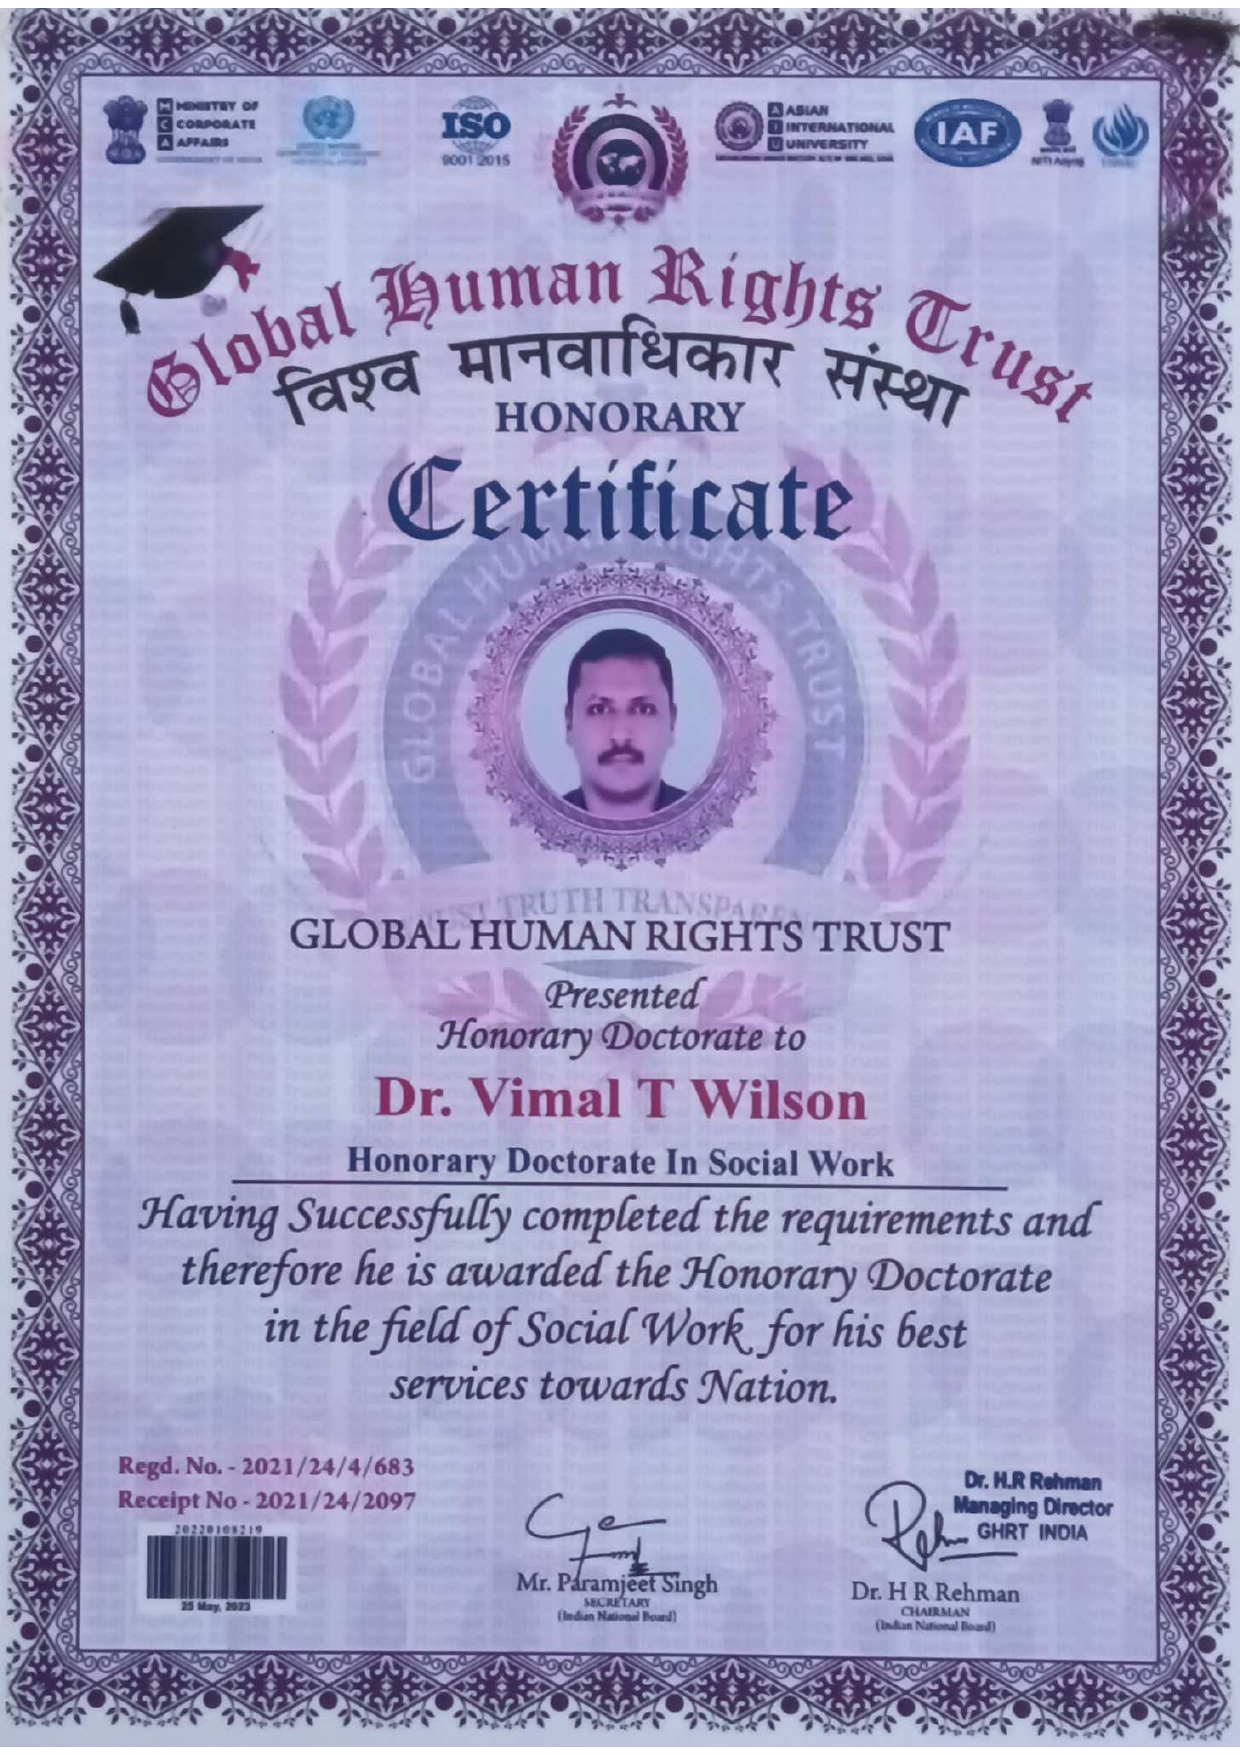 MINISTRY OF
CORPORATE
AFFAIRS
GOVERNMENT OF INDIA
ISO
9001 2015
ASIAN
INTERNATIONAL
UNIVERSITY
IAF
NITI Aayog
Global Human Rights Trust
विश्व मानवाधिकार संस्था
HONORARY
Certificate
GLOBAL HUMAN RIGHTS TRUST
TRUST TRUTH TRANSPAREN
GLOBAL HUMAN RIGHTS TRUST
Presented
Honorary Doctorate to
Dr. Vimal T Wilson
Honorary Doctorate In Social Work
Having Successfully completed the requirements and
therefore he is awarded the Honorary Doctorate
in the field of Social Work for his best
services towards Nation.
Regd. No. - 2021/24/4/683
Receipt No - 2021/24/2097
20220108219
25 May, 2023
Mr. Paramjeet Singh
SECRETARY
(Indian National Board)
Dr. H.R Rehman
Managing Director
GHRT INDIA
Dr. H R Rehman
CHAIRMAN
(Indian National Board)